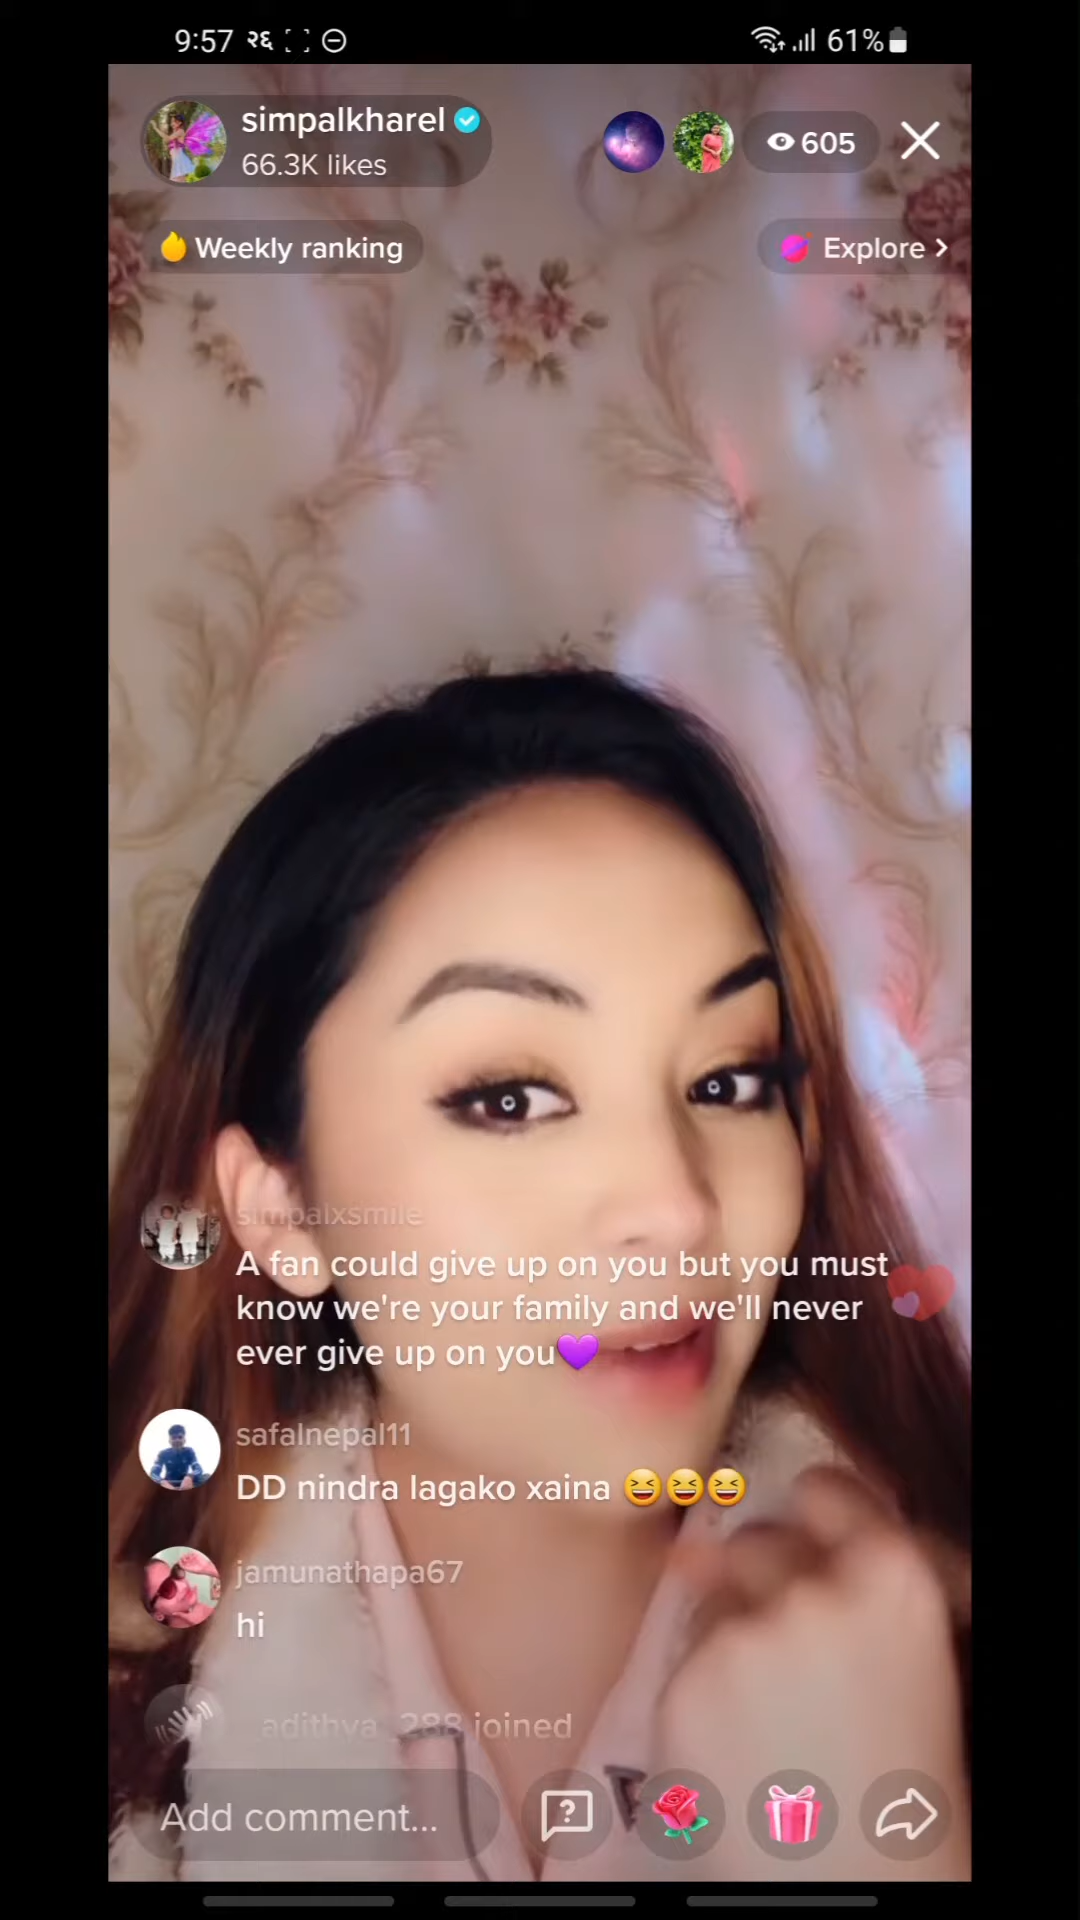 9:57 २६
61%
simpalkharel
66.3K likes
605
Weekly ranking
Explore
simpalxsmile
A fan could give up on you but you must
know we're your family and we'll never
ever give up on you💜
safalnepal11
DD nindra lagako xaina 😆😆😆
jamunathapa67
hi
adithya_288 joined
Add comment...